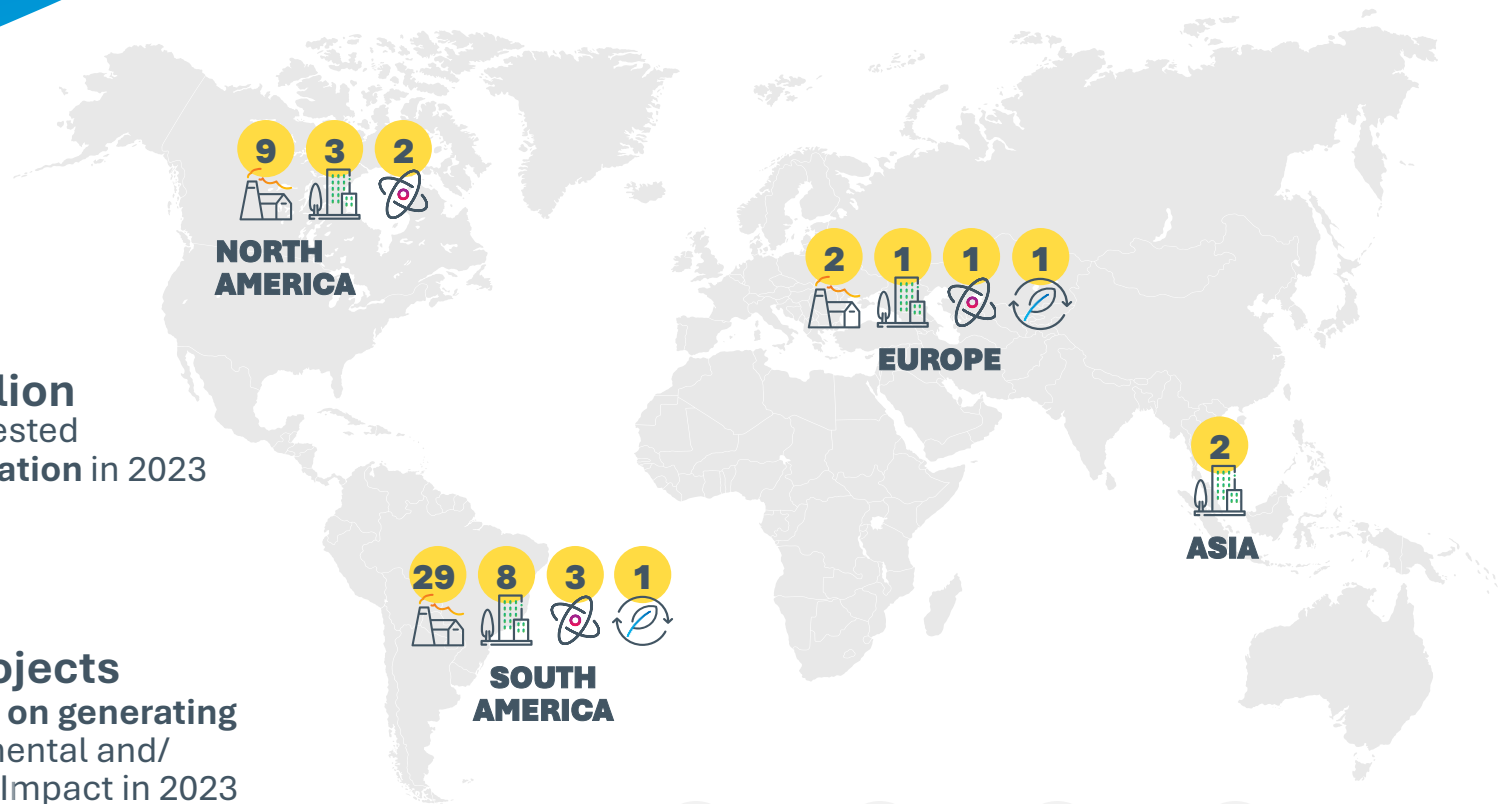 9 3 2
NORTH
AMERICA
2 1 1 1
EUROPE
lion
ested
ation in 2023
2
ASIA
29 8 3 1
SOUTH
AMERICA
ojects
on generating
mental and/
Impact in 2023